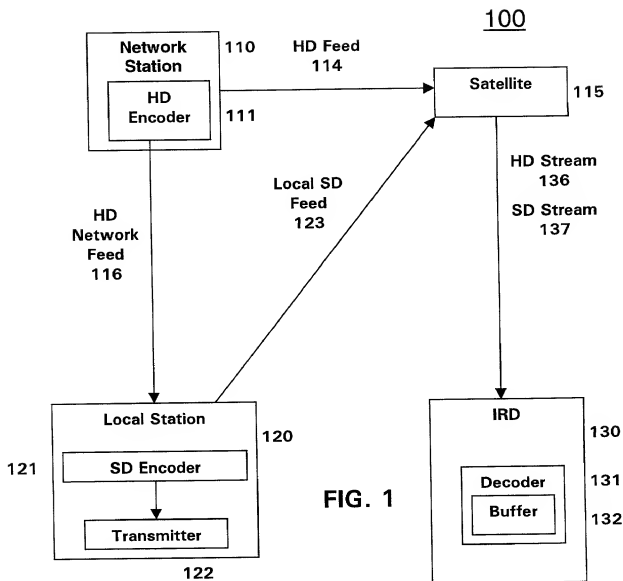 100
Network
Station
110
HD
Encoder
111
HD Feed
114
Satellite
115
HD
Network
Feed
116
Local SD
Feed
123
HD Stream
136
SD Stream
137
Local Station
120
121
SD Encoder
Transmitter
122
FIG. 1
IRD
130
Decoder
131
Buffer
132